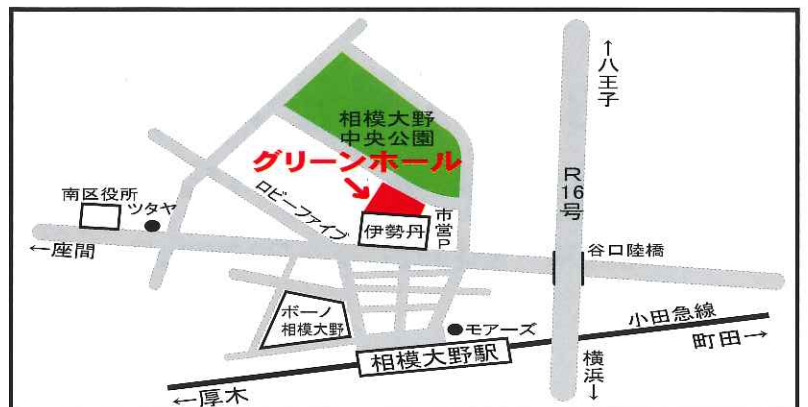 ↑八王子
相模大野
中央公園
グリーンホール
R16号
南区役所
ツタヤ
ロビーファイブ
伊勢丹
市営P
←座間
谷口陸橋
ボーノ
相模大野
モアーズ
小田急線
相模大野駅
町田→
横浜↓
←厚木